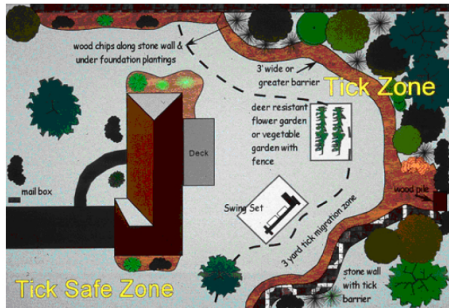 wood chips along stone wall &
under foundation plantings
3' wide or
greater barrier
Tick Zone
deer resistant
flower garden
or vegetable
garden with
fence
Deck
mail box
wood pile
Swing Set
3 yard tick migration zone
stone wall
with tick
barrier
Tick Safe Zone